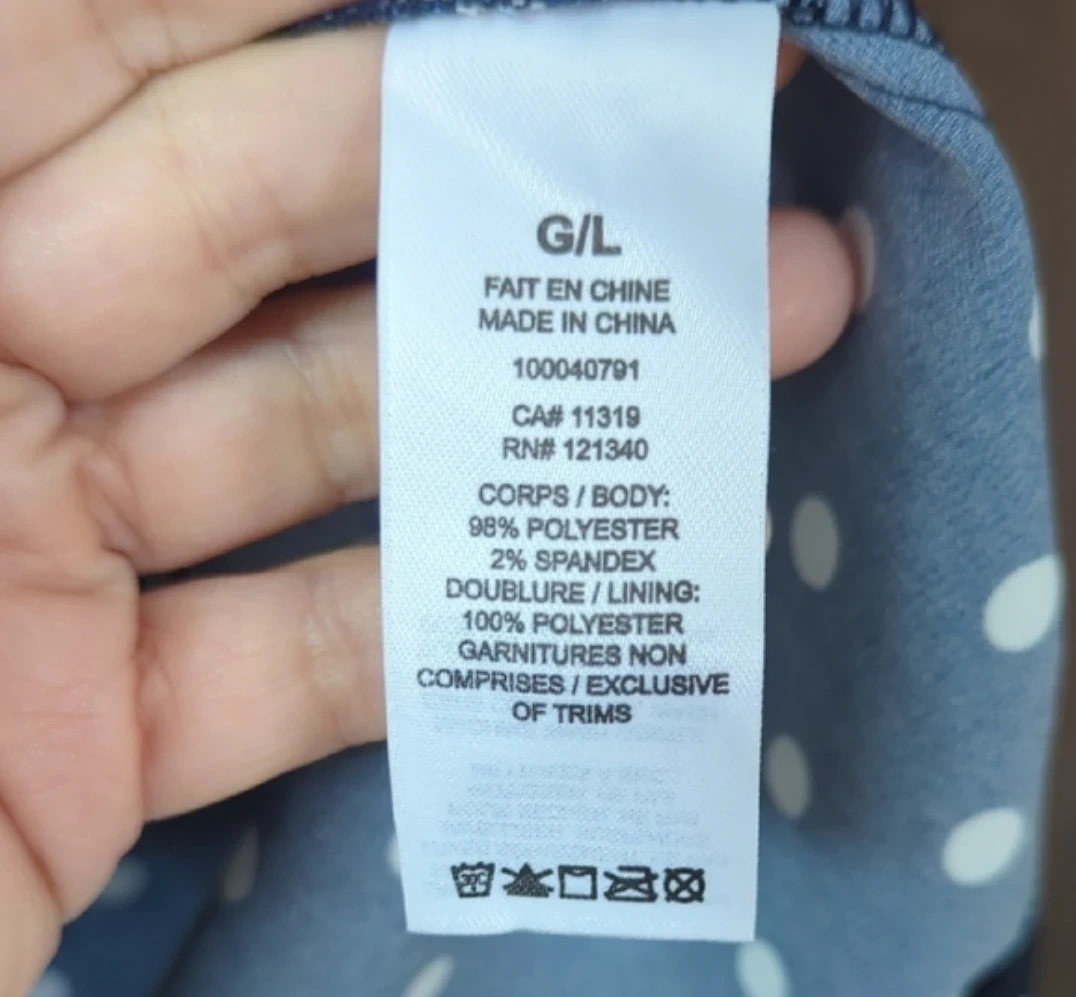 G/L
FAIT EN CHINE
MADE IN CHINA
100040791
CA# 11319
RN# 121340
CORPS / BODY:
98% POLYESTER
2% SPANDEX
DOUBLURE / LINING:
100% POLYESTER
GARNITURES NON
COMPRISES / EXCLUSIVE
OF TRIMS